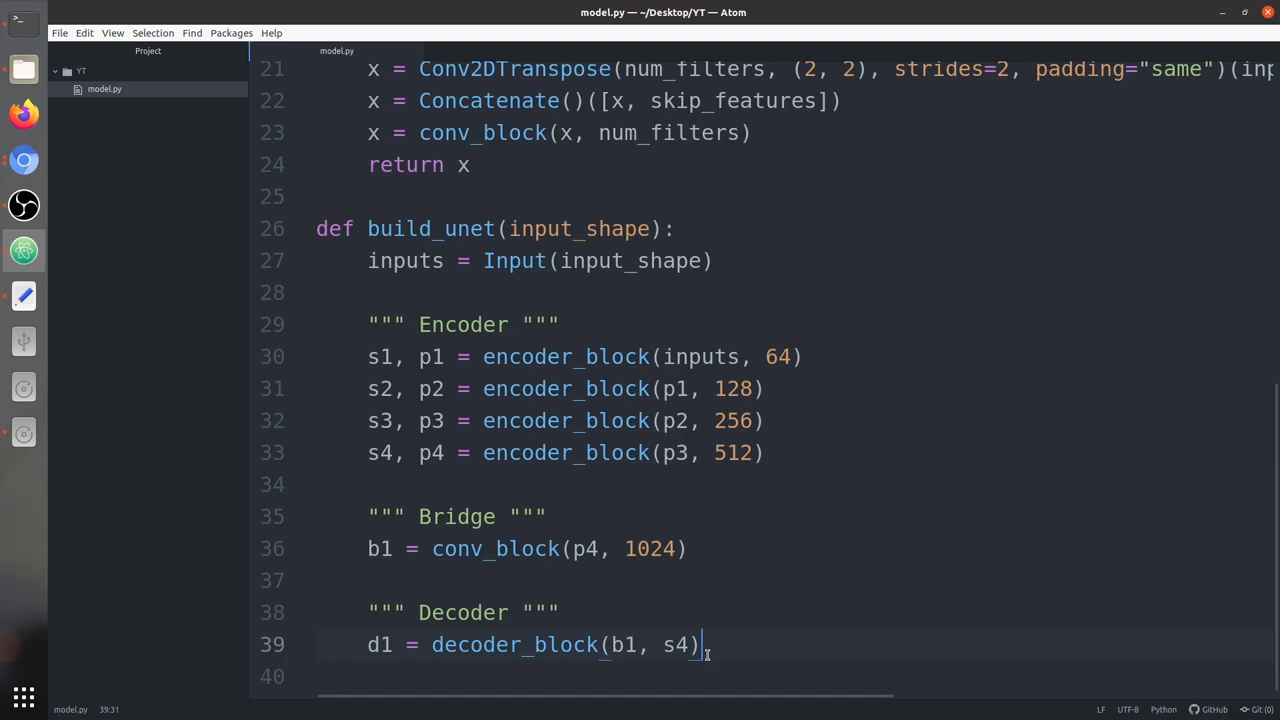 model.py — ~/Desktop/YT — Atom
File Edit View Selection Find Packages Help
Project
model.py
YT
model.py
21 x = Conv2DTranspose(num_filters, (2, 2), strides=2, padding="same")(inp
22 x = Concatenate()([x, skip_features])
23 x = conv_block(x, num_filters)
24 return x
25
26 def build_unet(input_shape):
27 inputs = Input(input_shape)
28
29 """ Encoder """
30 s1, p1 = encoder_block(inputs, 64)
31 s2, p2 = encoder_block(p1, 128)
32 s3, p3 = encoder_block(p2, 256)
33 s4, p4 = encoder_block(p3, 512)
34
35 """ Bridge """
36 b1 = conv_block(p4, 1024)
37
38 """ Decoder """
39 d1 = decoder_block(b1, s4)
40
model.py 39:31 LF UTF-8 Python GitHub Git (0)